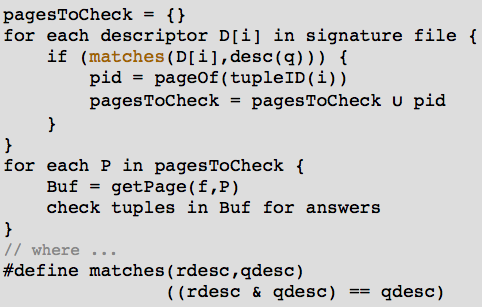 pagesToCheck = {}
for each descriptor D[i] in signature file {
    if (matches(D[i],desc(q))) {
        pid = pageOf(tupleID(i))
        pagesToCheck = pagesToCheck ∪ pid
    }
}
for each P in pagesToCheck {
    Buf = getPage(f,P)
    check tuples in Buf for answers
}
// where ...
#define matches(rdesc,qdesc)
                ((rdesc & qdesc) == qdesc)